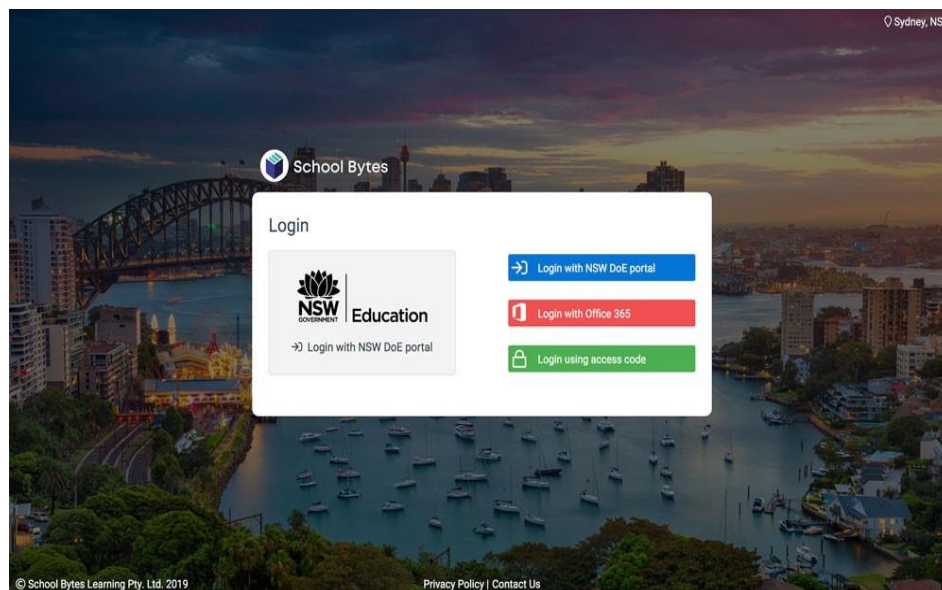 Sydney, NS
School Bytes
Login
NSW
GOVERNMENT
Education
Login with NSW DoE portal
Login with NSW DoE portal
Login with Office 365
Login using access code
© School Bytes Learning Pty. Ltd. 2019
Privacy Policy | Contact Us